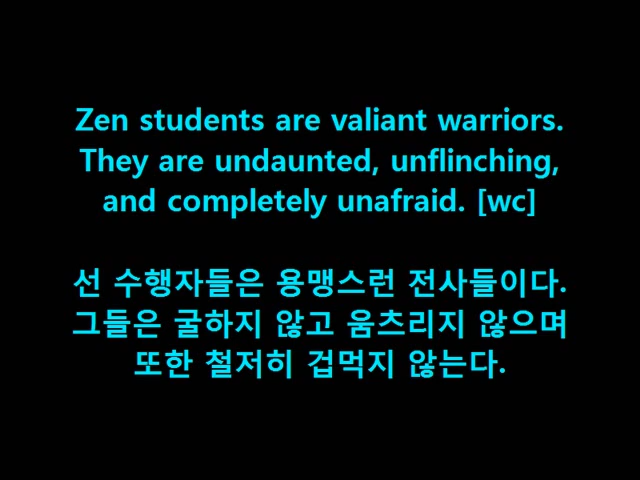 Zen students are valiant warriors.
They are undaunted, unflinching,
and completely unafraid. [wc]
선 수행자들은 용맹스런 전사들이다.
그들은 굴하지 않고 움츠리지 않으며
또한 철저히 겁먹지 않는다.